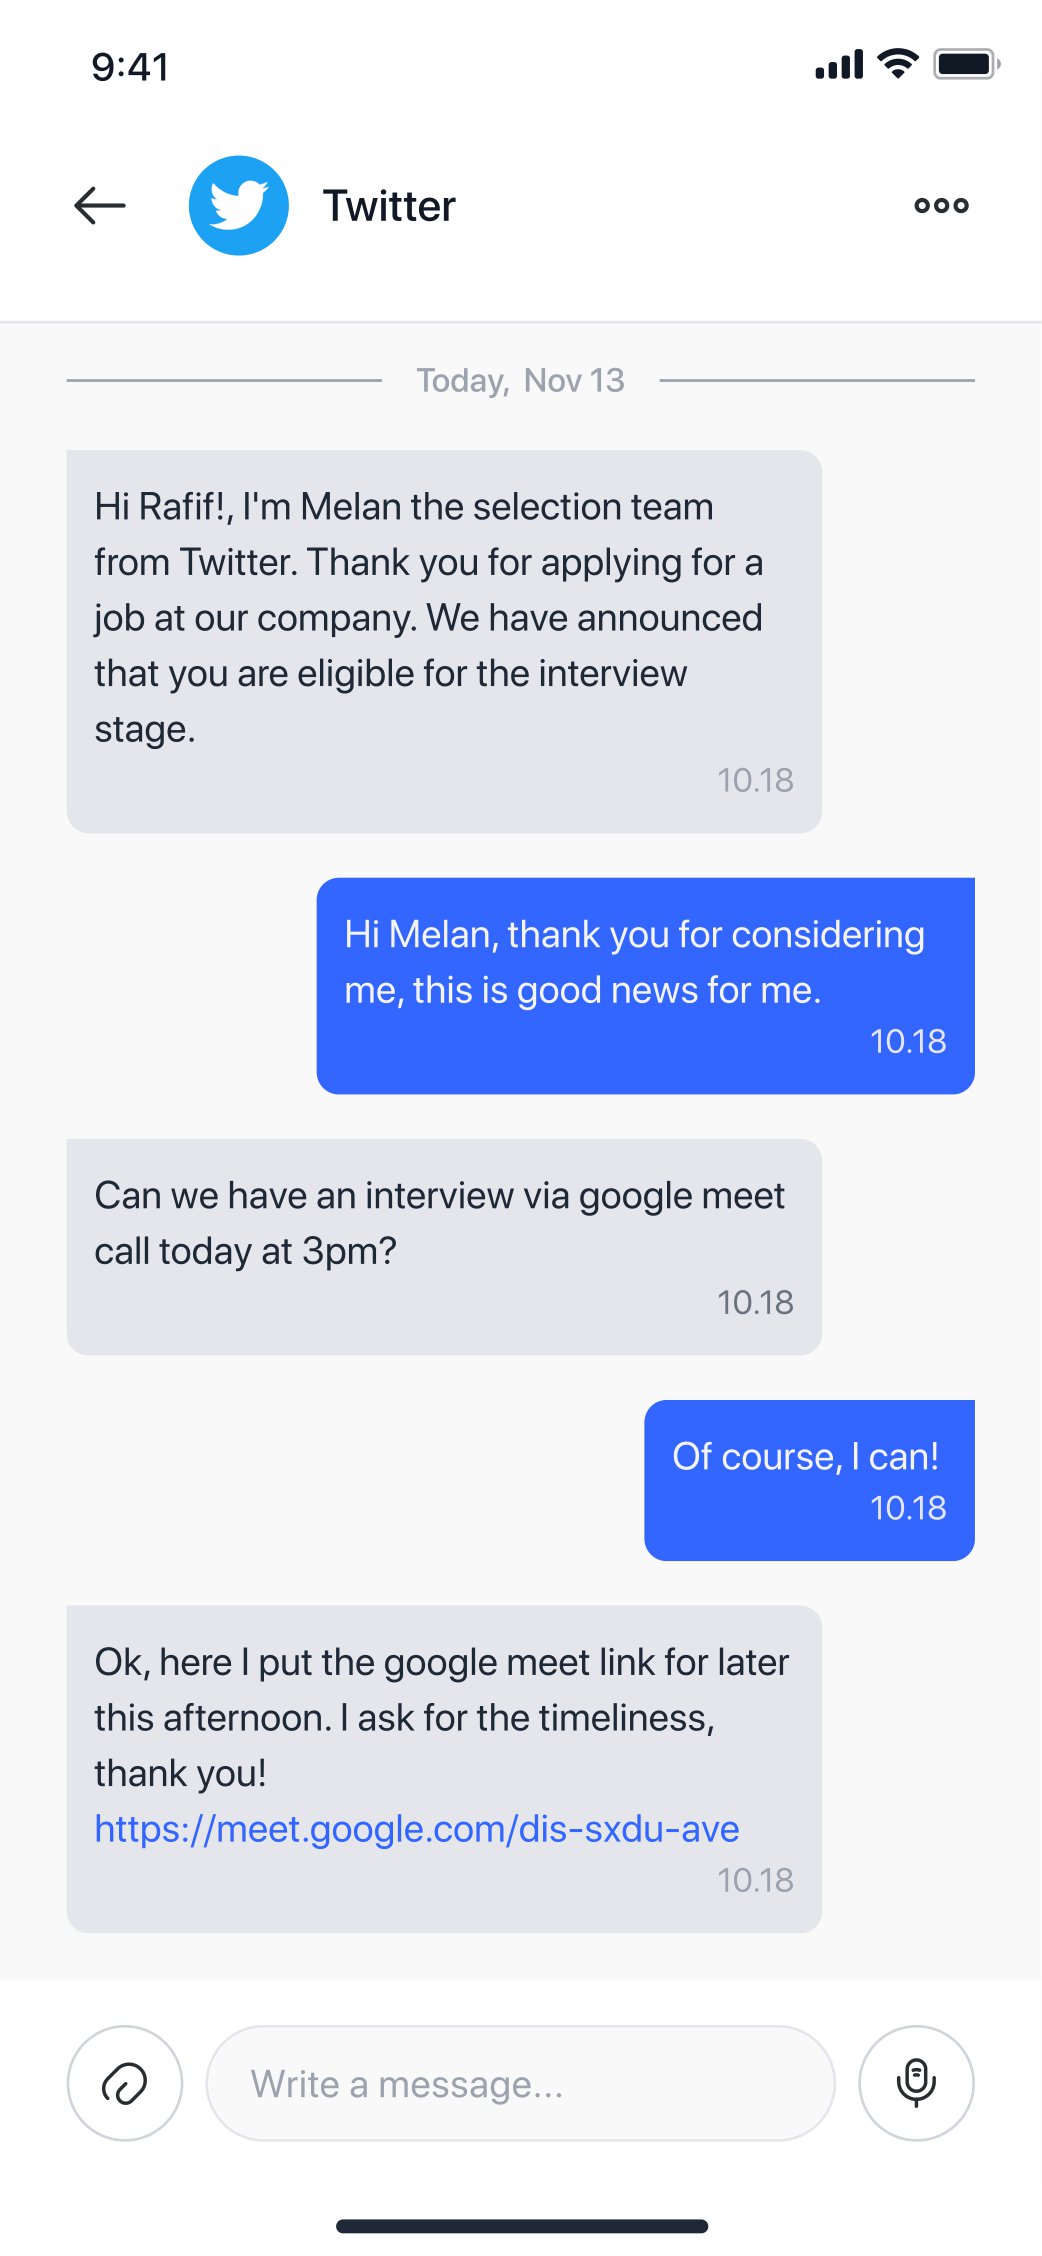 9:41
Twitter
Today, Nov 13
Hi Rafif!, I'm Melan the selection team
from Twitter. Thank you for applying for a
job at our company. We have announced
that you are eligible for the interview
stage.
10.18
Hi Melan, thank you for considering
me, this is good news for me.
10.18
Can we have an interview via google meet
call today at 3pm?
10.18
Of course, I can!
10.18
Ok, here I put the google meet link for later
this afternoon. I ask for the timeliness,
thank you!
https://meet.google.com/dis-sxdu-ave
10.18
Write a message...